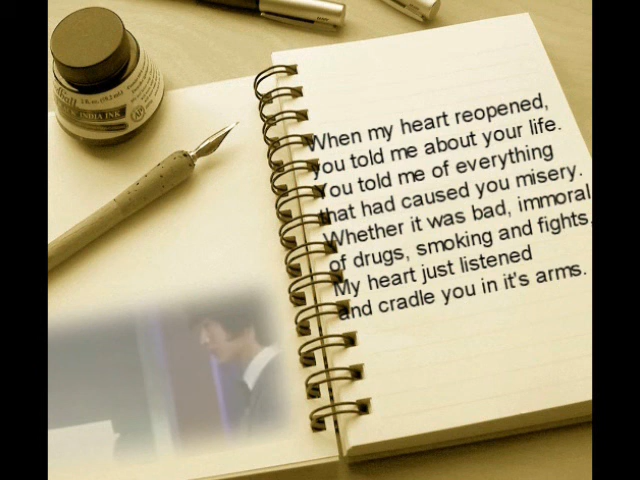 When my heart reopened,
you told me about your life.
You told me of everything
that had caused you misery.
Whether it was bad, immoral
of drugs, smoking and fights,
My heart just listened
and cradle you in it's arms.
INDIA INK